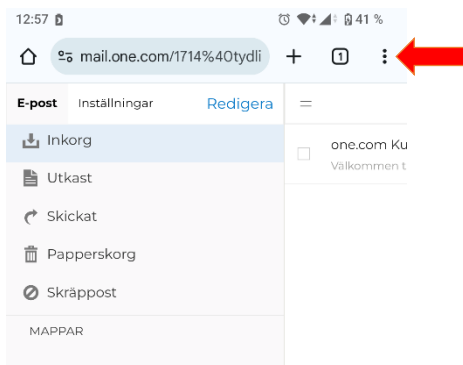 12:57 41 %
mail.one.com/1714%40tydli 1
E-post Inställningar Redigera
Inkorg
one.com Ku
Utkast
Välkommen t
Skickat
Papperskorg
Skräppost
MAPPAR